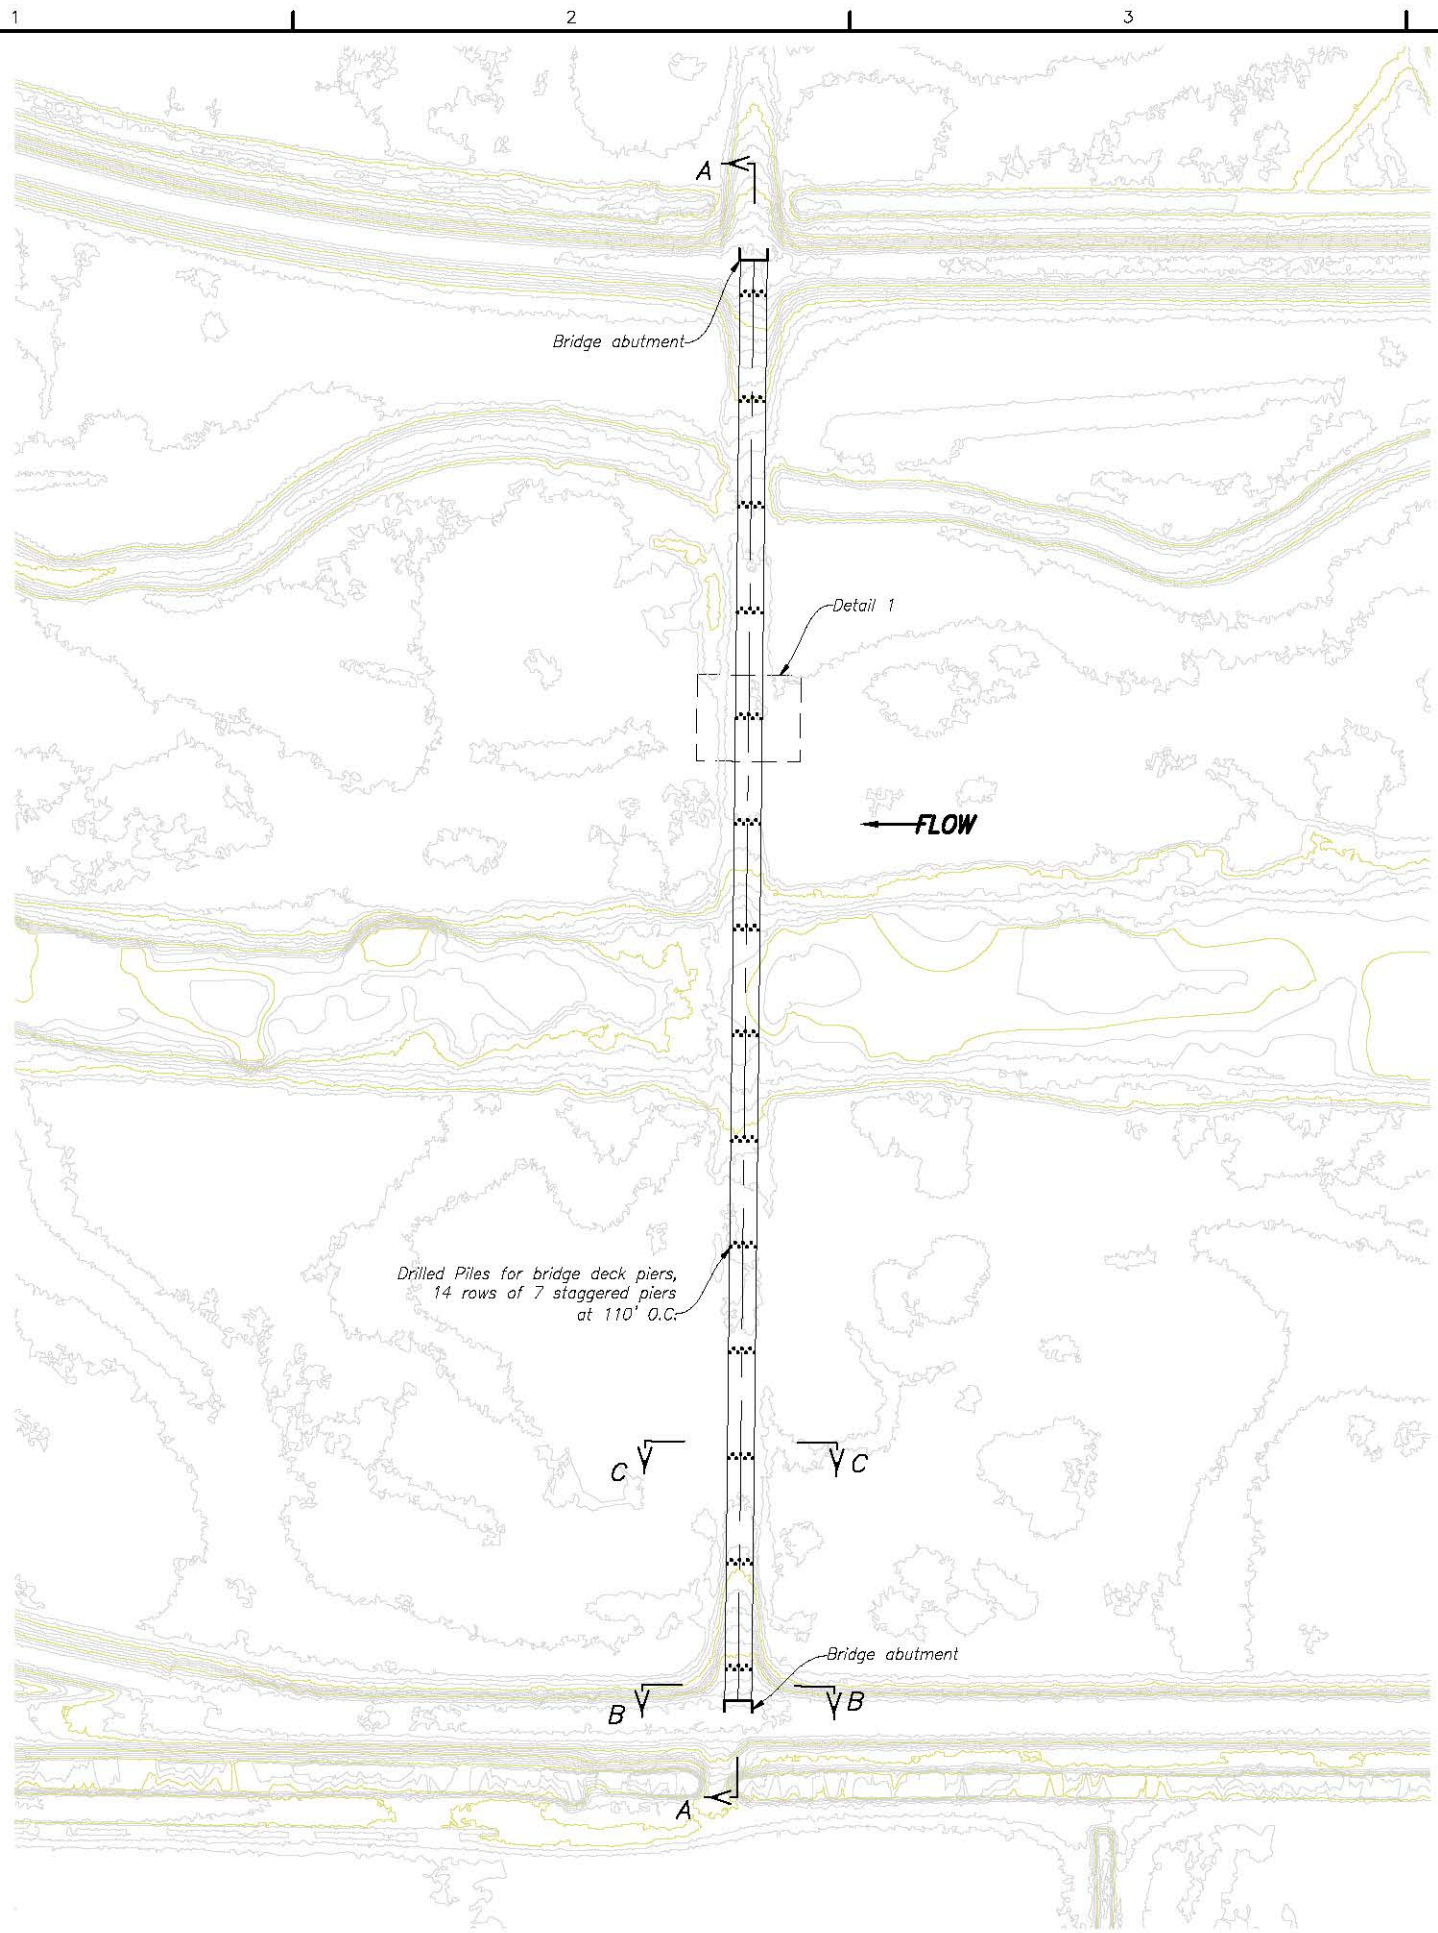 1 2 3
A
Bridge abutment
Detail 1
FLOW
Drilled Piles for bridge deck piers,
14 rows of 7 staggered piers
at 110' O.C.
C C
Bridge abutment
B B
A